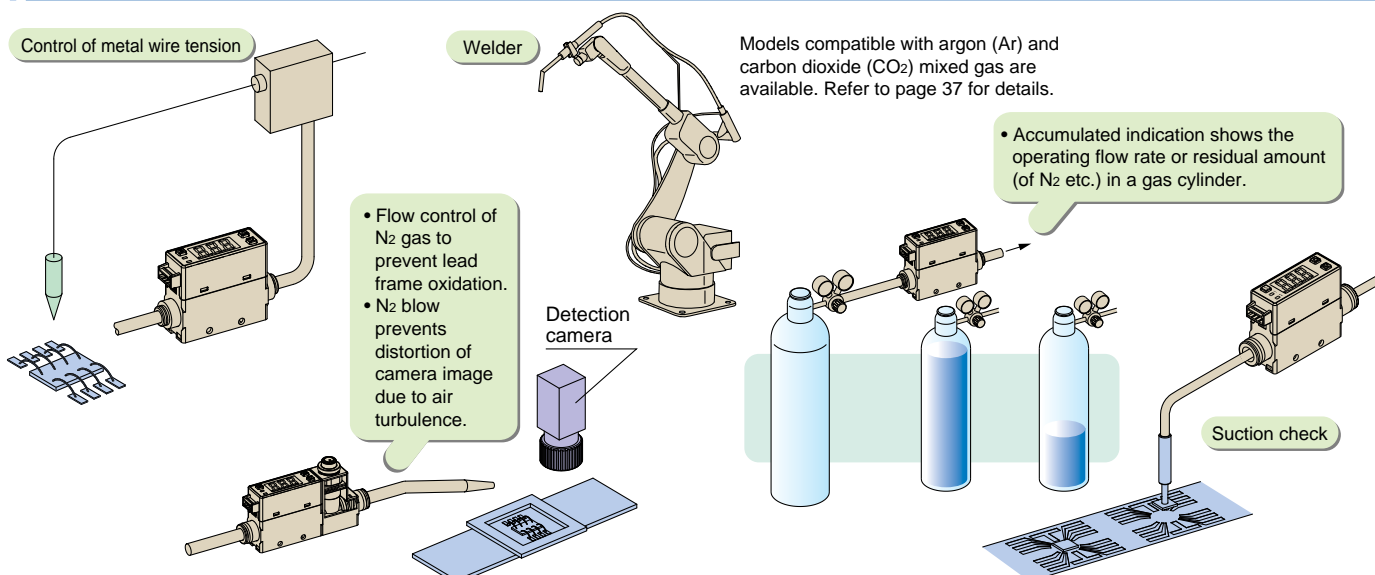 Control of metal wire tension
Welder
Models compatible with argon (Ar) and
carbon dioxide (CO2) mixed gas are
available. Refer to page 37 for details.
• Accumulated indication shows the
operating flow rate or residual amount
(of N2 etc.) in a gas cylinder.
• Flow control of
N2 gas to
prevent lead
frame oxidation.
• N2 blow
prevents
distortion of
camera image
due to air
turbulence.
Detection
camera
Suction check